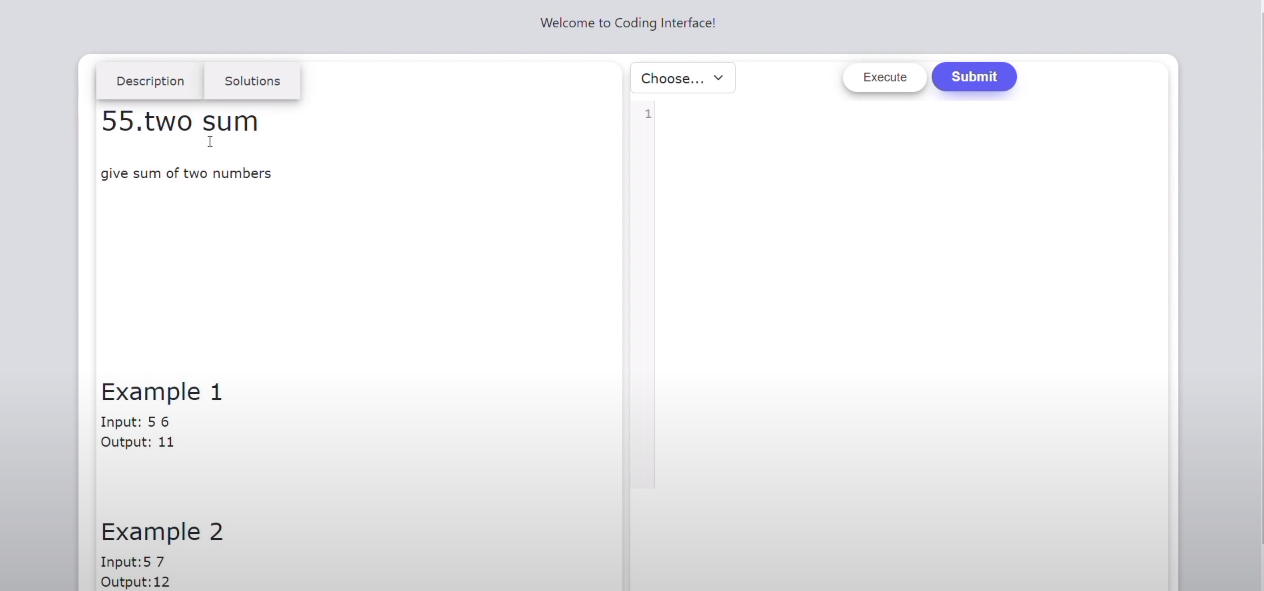 Welcome to Coding Interface!
Description
Solutions
55.two sum
give sum of two numbers
Example 1
Input: 5 6
Output: 11
Example 2
Input:5 7
Output:12
Choose...
Execute
Submit
1